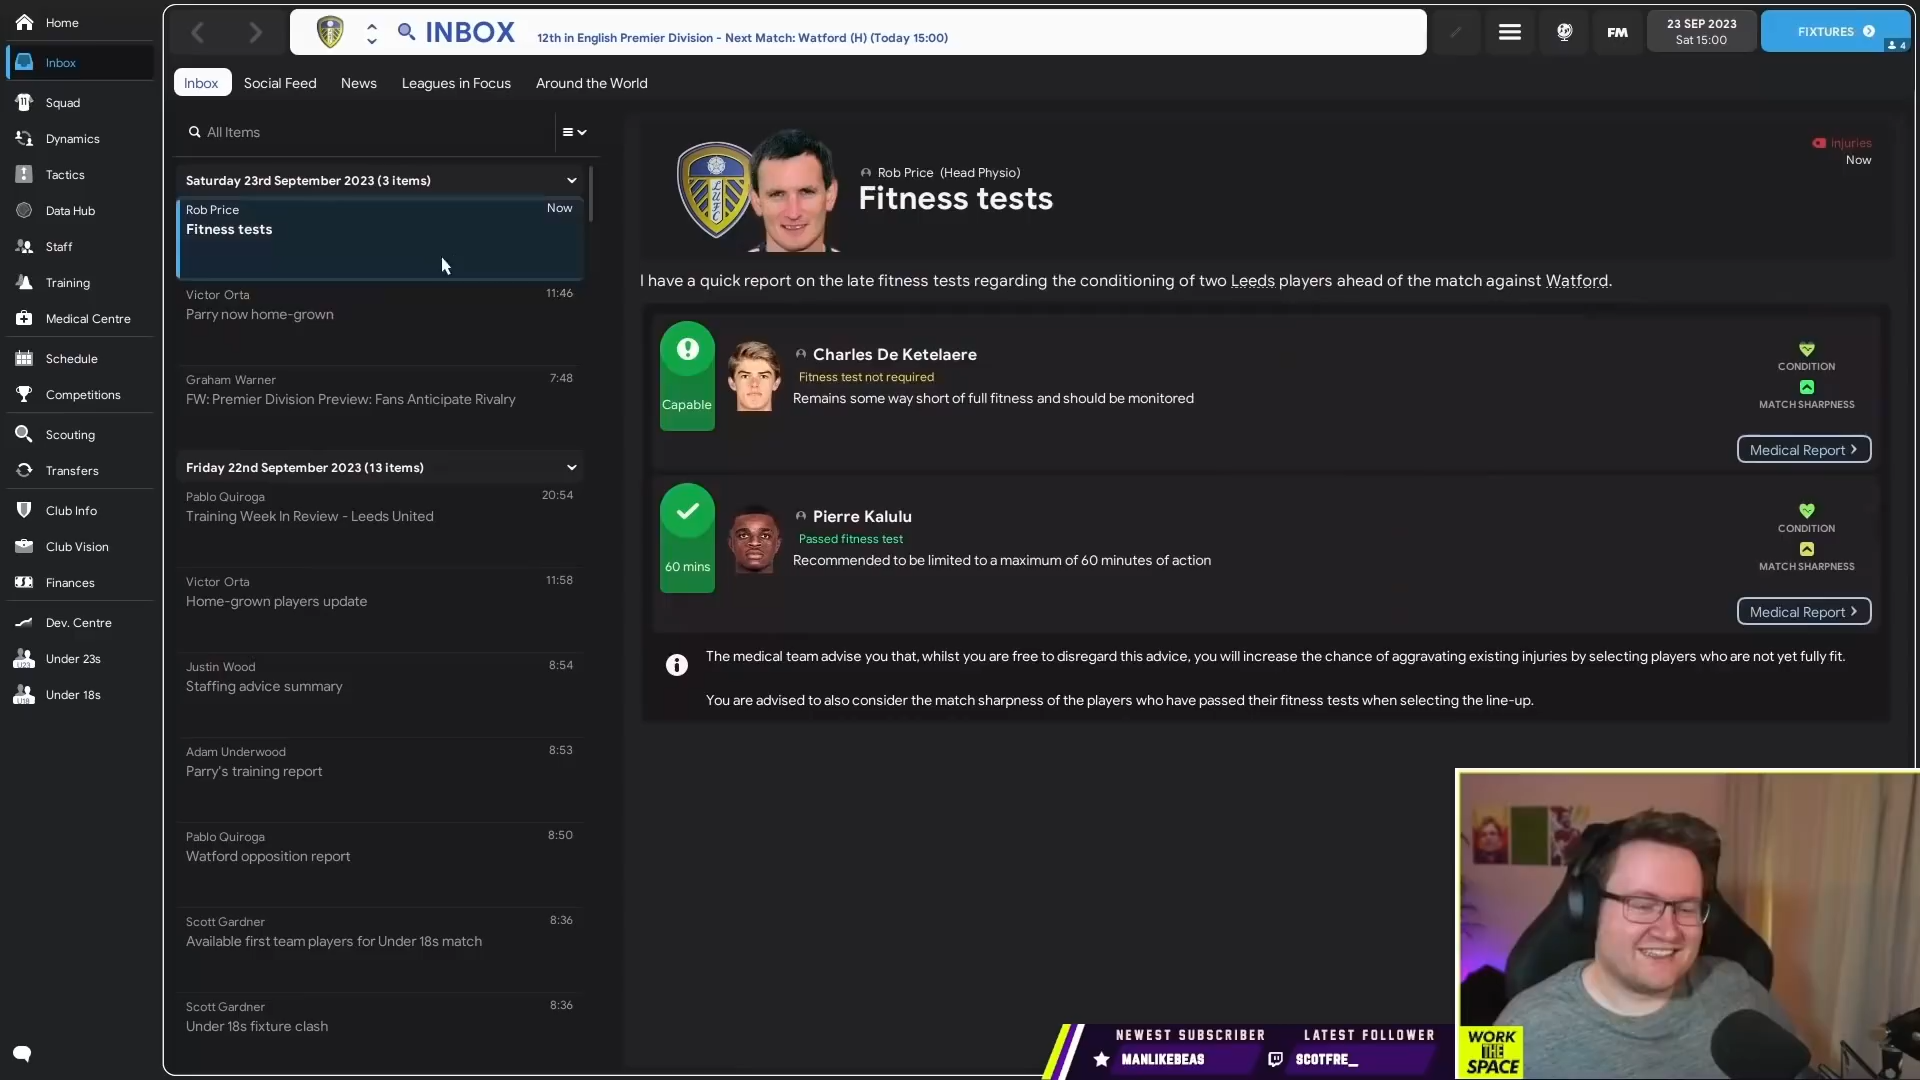 Home
Inbox
Squad
Dynamics
Tactics
Data Hub
Staff
Training
Medical Centre
Schedule
Competitions
Scouting
Transfers
Club Info
Club Vision
Finances
Dev. Centre
Under 23s
Under 18s
INBOX
12th in English Premier Division - Next Match: Watford (H) (Today 15:00)
FM
23 SEP 2023
Sat 15:00
FIXTURES
4
Inbox Social Feed News Leagues in Focus Around the World
All Items
Saturday 23rd September 2023 (3 items)
Rob Price Now
Fitness tests
Victor Orta 11:46
Parry now home-grown
Graham Warner 7:48
FW: Premier Division Preview: Fans Anticipate Rivalry
Friday 22nd September 2023 (13 items)
Pablo Quiroga 20:54
Training Week In Review - Leeds United
Victor Orta 11:58
Home-grown players update
Justin Wood 8:54
Staffing advice summary
Adam Underwood 8:53
Parry's training report
Pablo Quiroga 8:50
Watford opposition report
Scott Gardner 8:36
Available first team players for Under 18s match
Scott Gardner 8:36
Under 18s fixture clash
LUFC
Rob Price (Head Physio)
Fitness tests
Injuries
Now
I have a quick report on the late fitness tests regarding the conditioning of two Leeds players ahead of the match against Watford.
Capable
Charles De Ketelaere
Fitness test not required
Remains some way short of full fitness and should be monitored
CONDITION
MATCH SHARPNESS
Medical Report
60 mins
Pierre Kalulu
Passed fitness test
Recommended to be limited to a maximum of 60 minutes of action
CONDITION
MATCH SHARPNESS
Medical Report
The medical team advise you that, whilst you are free to disregard this advice, you will increase the chance of aggravating existing injuries by selecting players who are not yet fully fit.
You are advised to also consider the match sharpness of the players who have passed their fitness tests when selecting the line-up.
NEWEST SUBSCRIBER
MANLIKEBEAS
LATEST FOLLOWER
SCOTFRE_
WORK
THE
SPACE